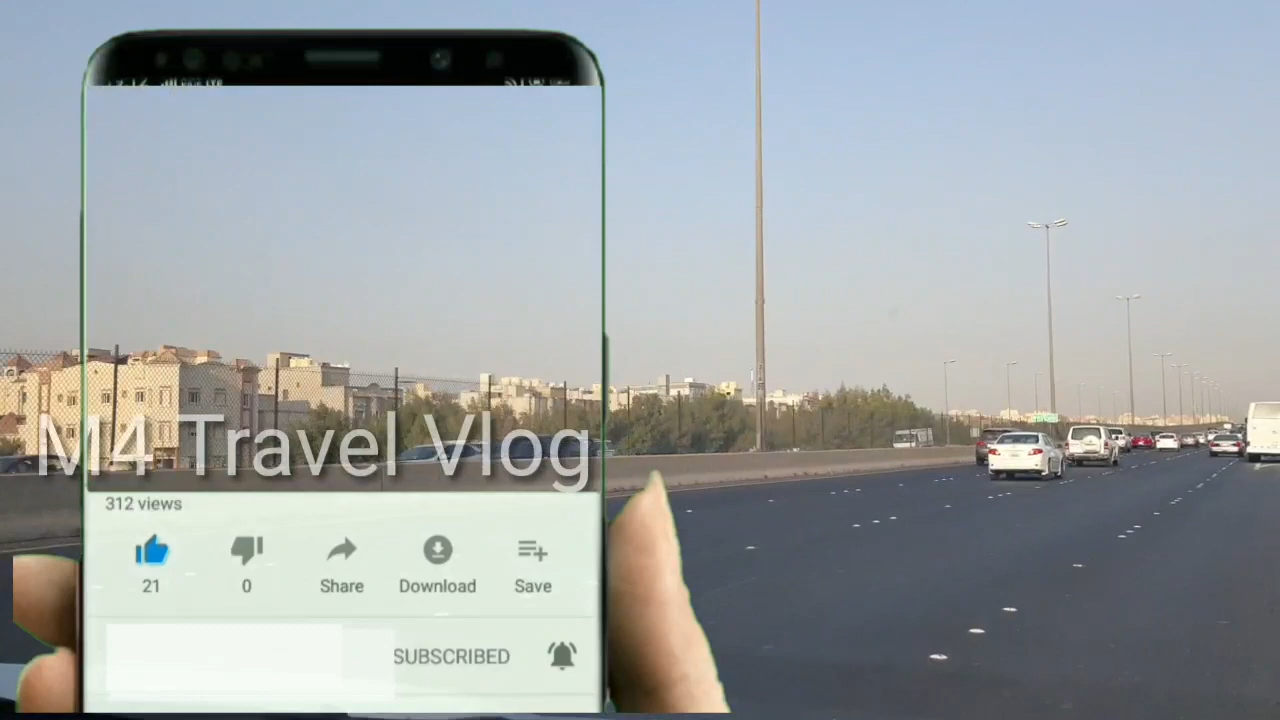 M4 Travel Vlog
312 views
21
0
Share
Download
Save
SUBSCRIBED